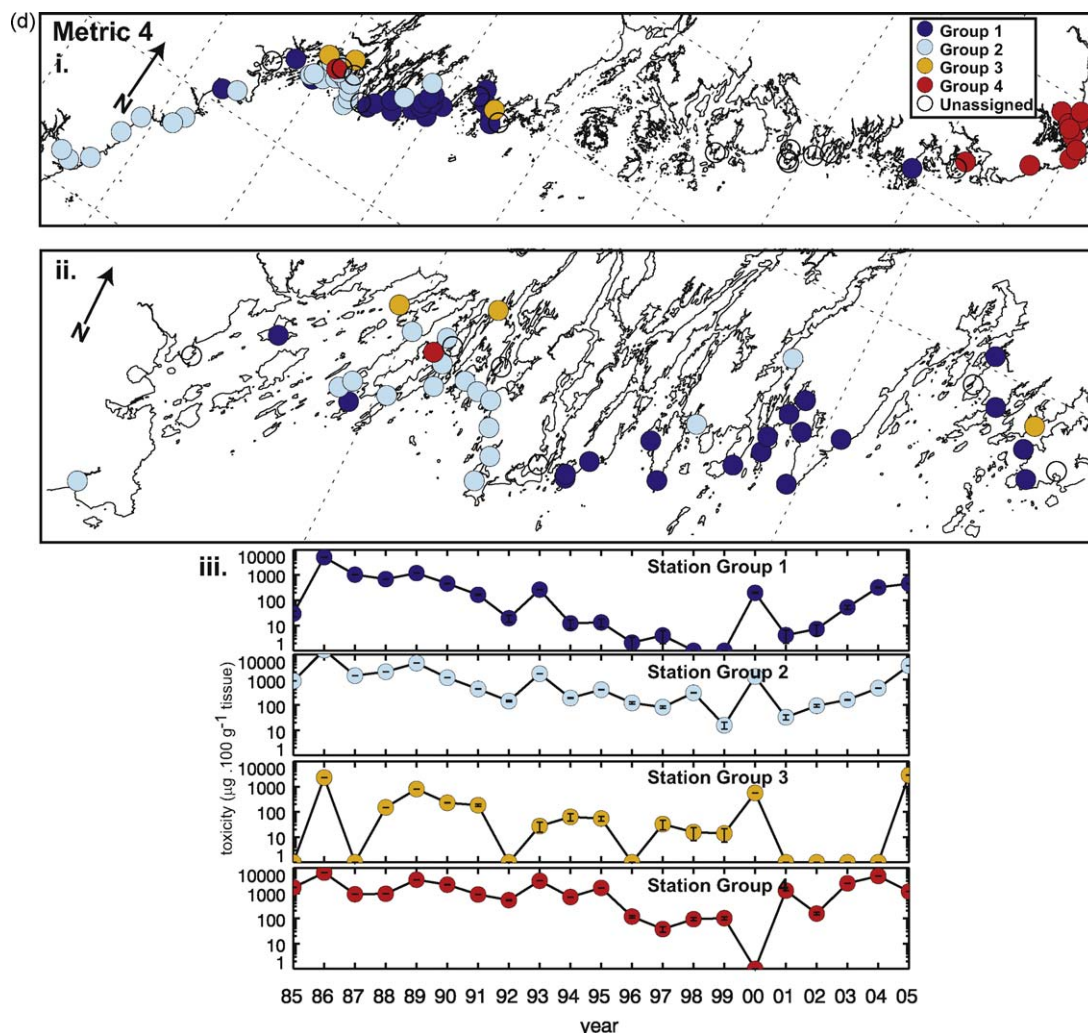 (d)
Metric 4
i.
N
Group 1
Group 2
Group 3
Group 4
Unassigned
ii.
N
iii.
Station Group 1
10000
1000
100
10
1
Station Group 2
10000
1000
100
10
1
Station Group 3
10000
1000
100
10
1
Station Group 4
10000
1000
100
10
1
toxicity (µg .100 g⁻¹ tissue)
85 86 87 88 89 90 91 92 93 94 95 96 97 98 99 00 01 02 03 04 05
year